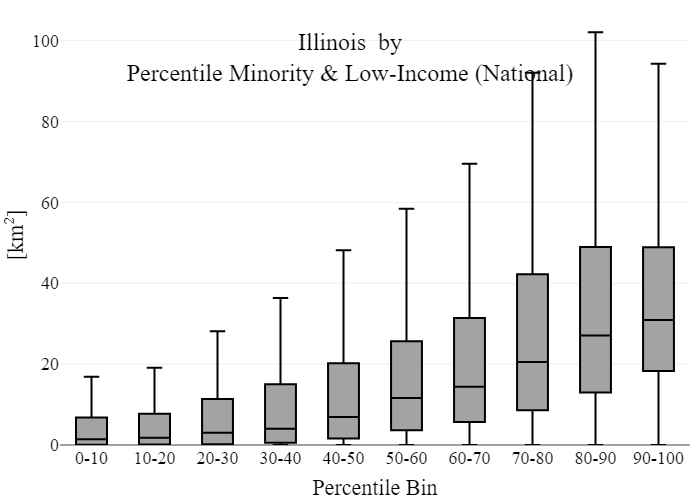 Illinois by
Percentile Minority & Low-Income (National)
100
80
60
40
20
0
[km²]
0-10 10-20 20-30 30-40 40-50 50-60 60-70 70-80 80-90 90-100
Percentile Bin